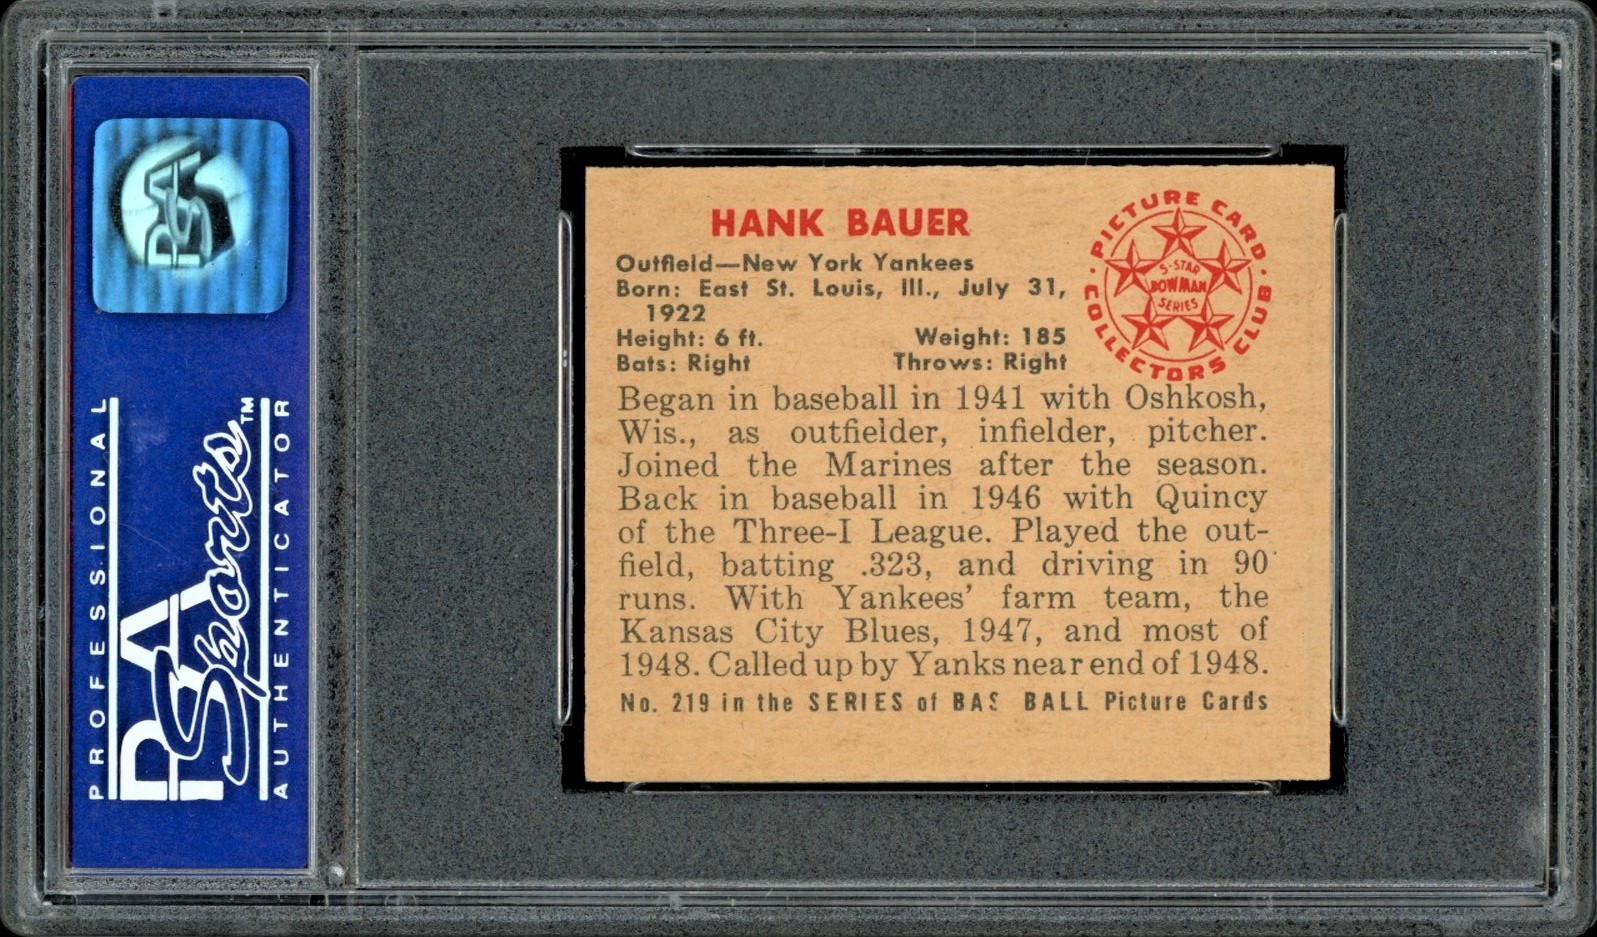 PSA
PROFESSIONAL
PSA Sports™
AUTHENTICATOR
HANK BAUER
Outfield—New York Yankees
Born: East St. Louis, Ill., July 31,
1922
Height: 6 ft. Weight: 185
Bats: Right Throws: Right
PICTURE CARD
COLLECTORS CLUB
5-STAR
BOWMAN
SERIES
Began in baseball in 1941 with Oshkosh,
Wis., as outfielder, infielder, pitcher.
Joined the Marines after the season.
Back in baseball in 1946 with Quincy
of the Three-I League. Played the out-
field, batting .323, and driving in 90
runs. With Yankees' farm team, the
Kansas City Blues, 1947, and most of
1948. Called up by Yanks near end of 1948.
No. 219 in the SERIES of BAS BALL Picture Cards